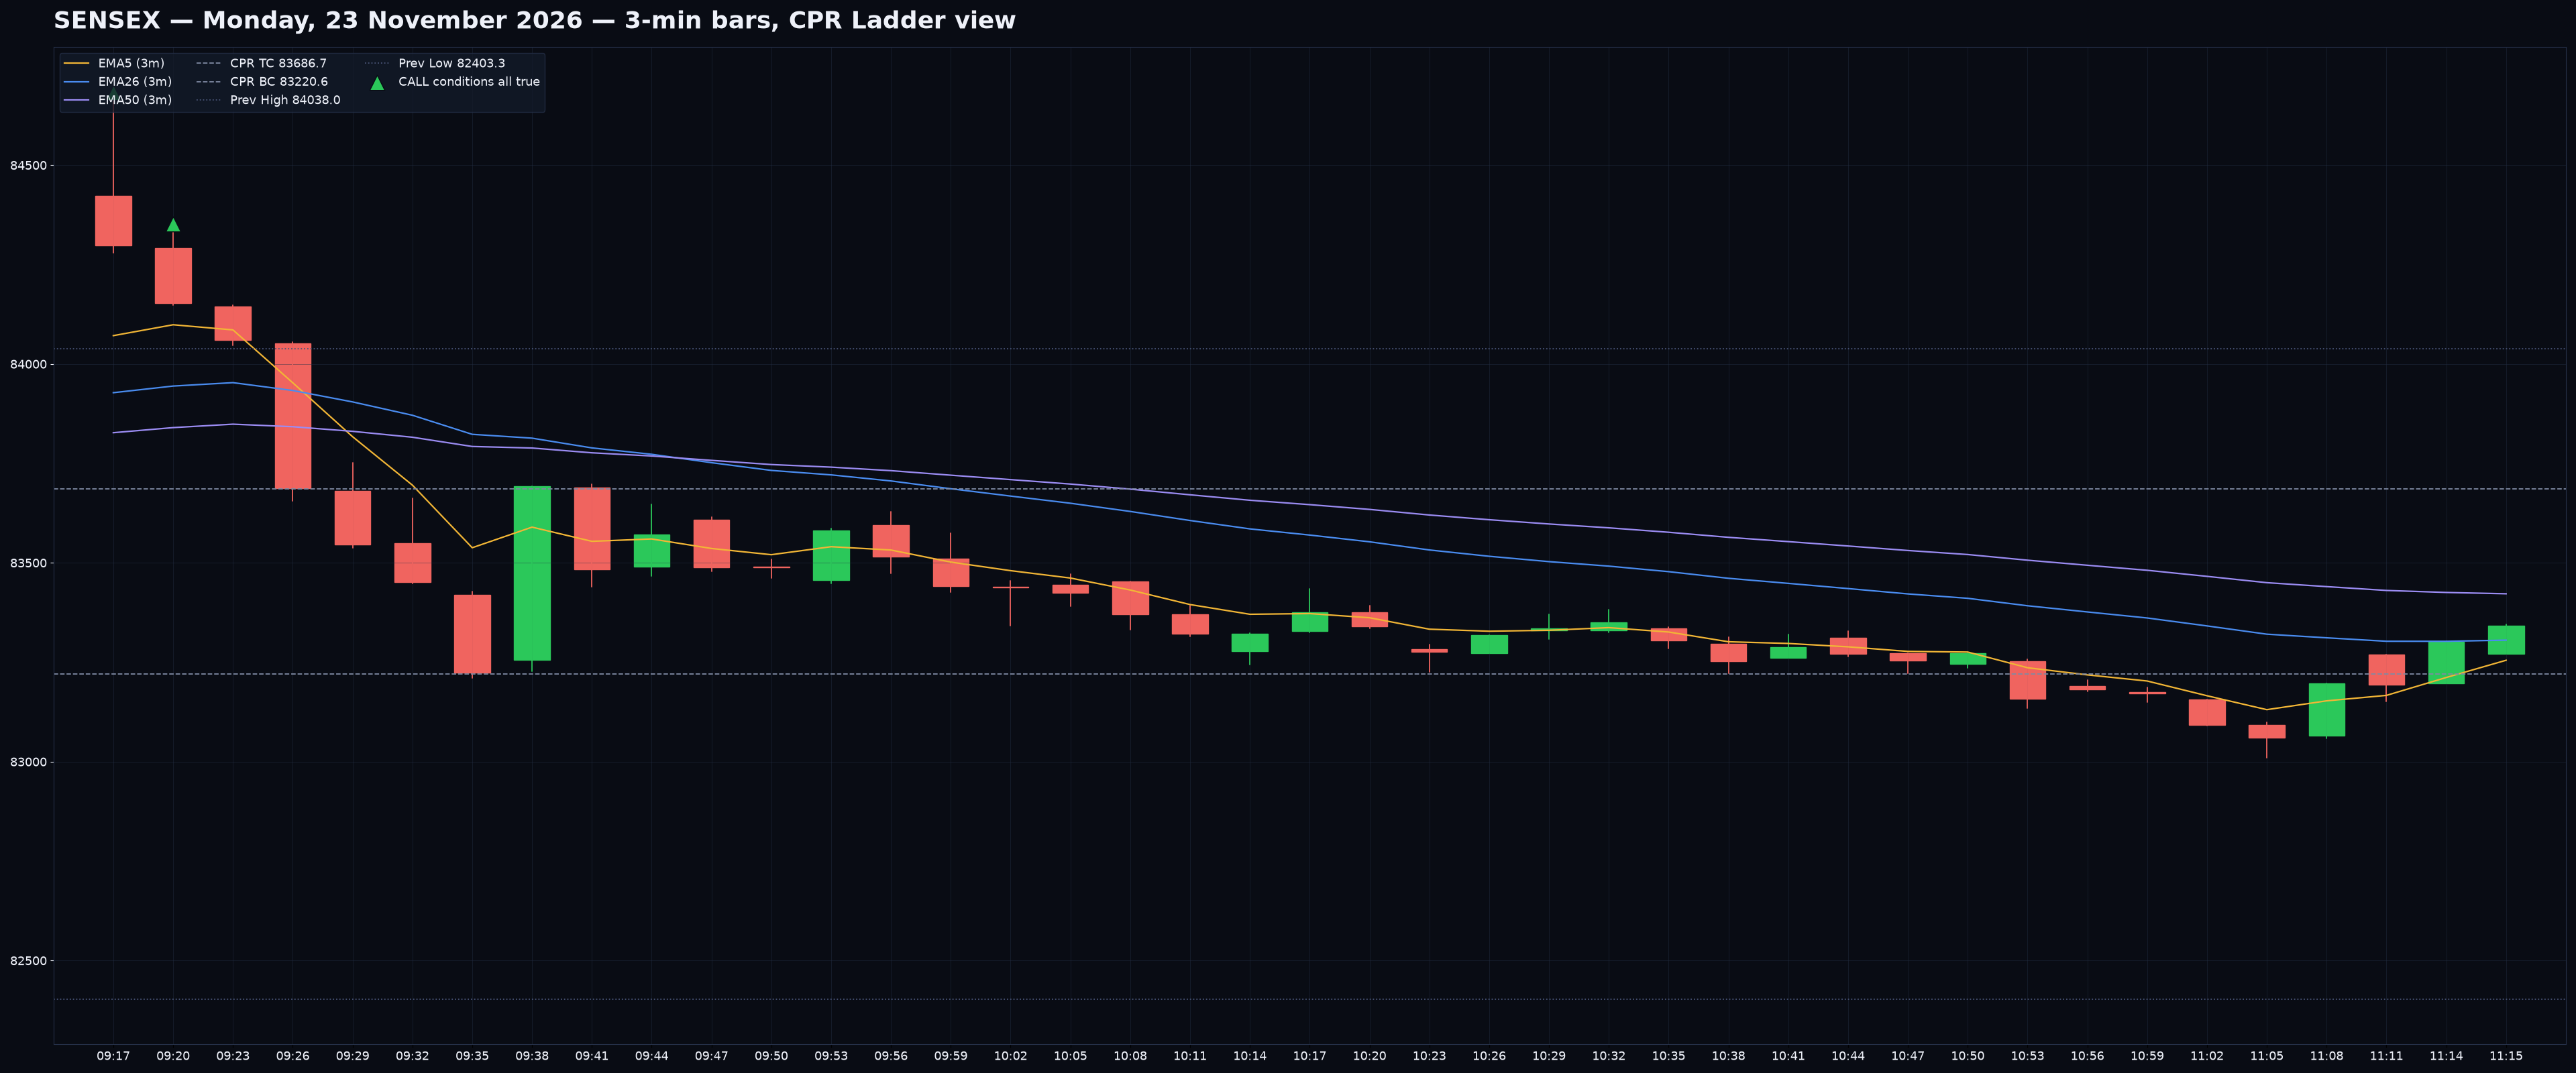 SENSEX — Monday, 23 November 2026 — 3-min bars, CPR Ladder view
EMA5 (3m)
EMA26 (3m)
EMA50 (3m)
CPR TC 83686.7
CPR BC 83220.6
Prev High 84038.0
Prev Low 82403.3
CALL conditions all true
84500
84000
83500
83000
82500
09:17 09:20 09:23 09:26 09:29 09:32 09:35 09:38 09:41 09:44 09:47 09:50 09:53 09:56 09:59 10:02 10:05 10:08 10:11 10:14 10:17 10:20 10:23 10:26 10:29 10:32 10:35 10:38 10:41 10:44 10:47 10:50 10:53 10:56 10:59 11:02 11:05 11:08 11:11 11:14 11:15